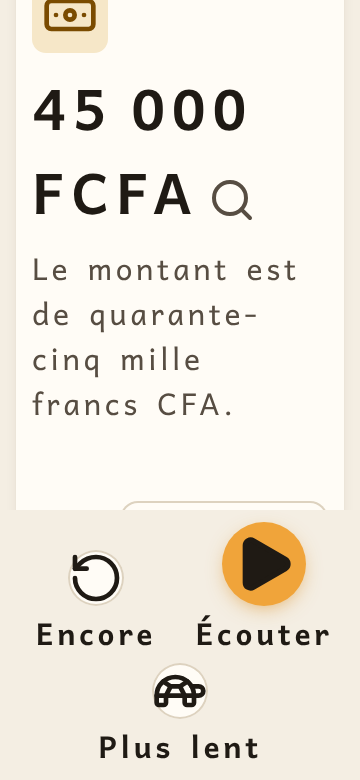 45 000
FCFA
Le montant est
de quarante-
cinq mille
francs CFA.
Encore
Écouter
Plus lent